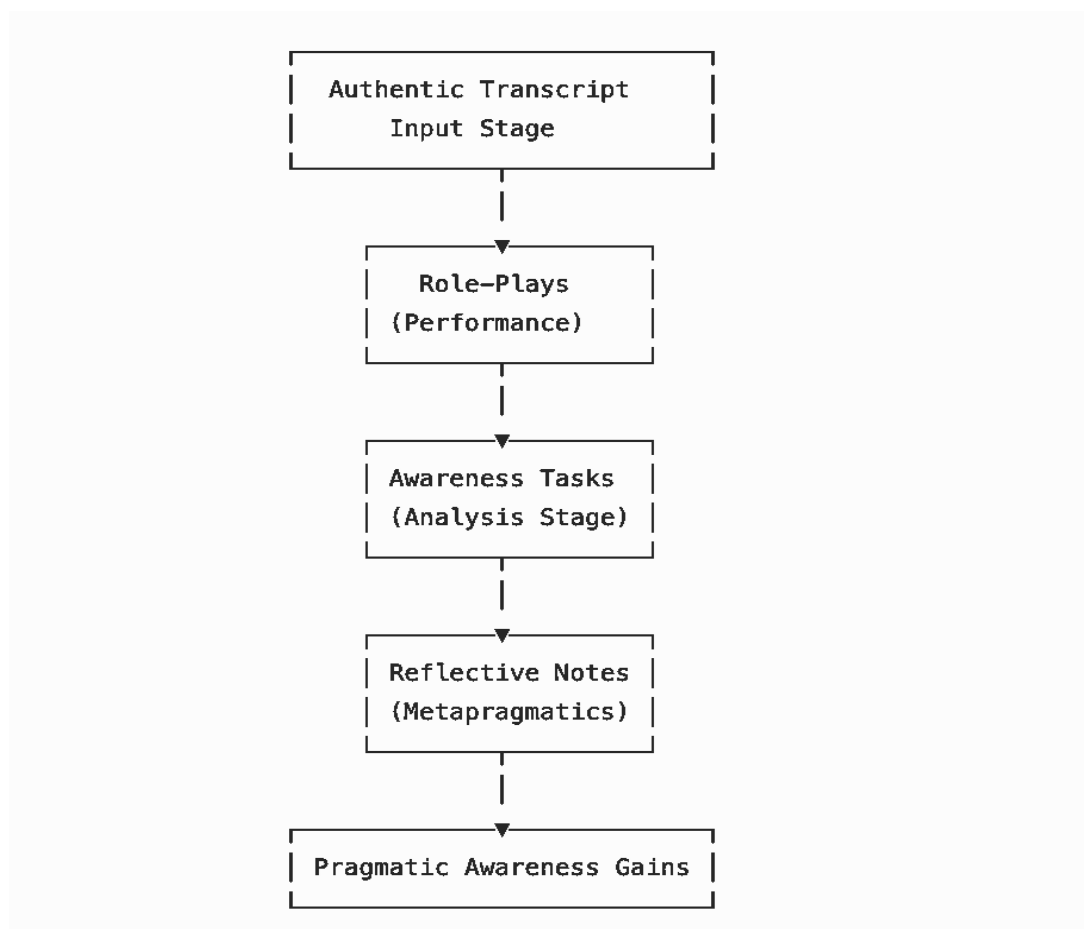 Authentic Transcript
Input Stage
Role-Plays
(Performance)
Awareness Tasks
(Analysis Stage)
Reflective Notes
(Metapragmatics)
Pragmatic Awareness Gains